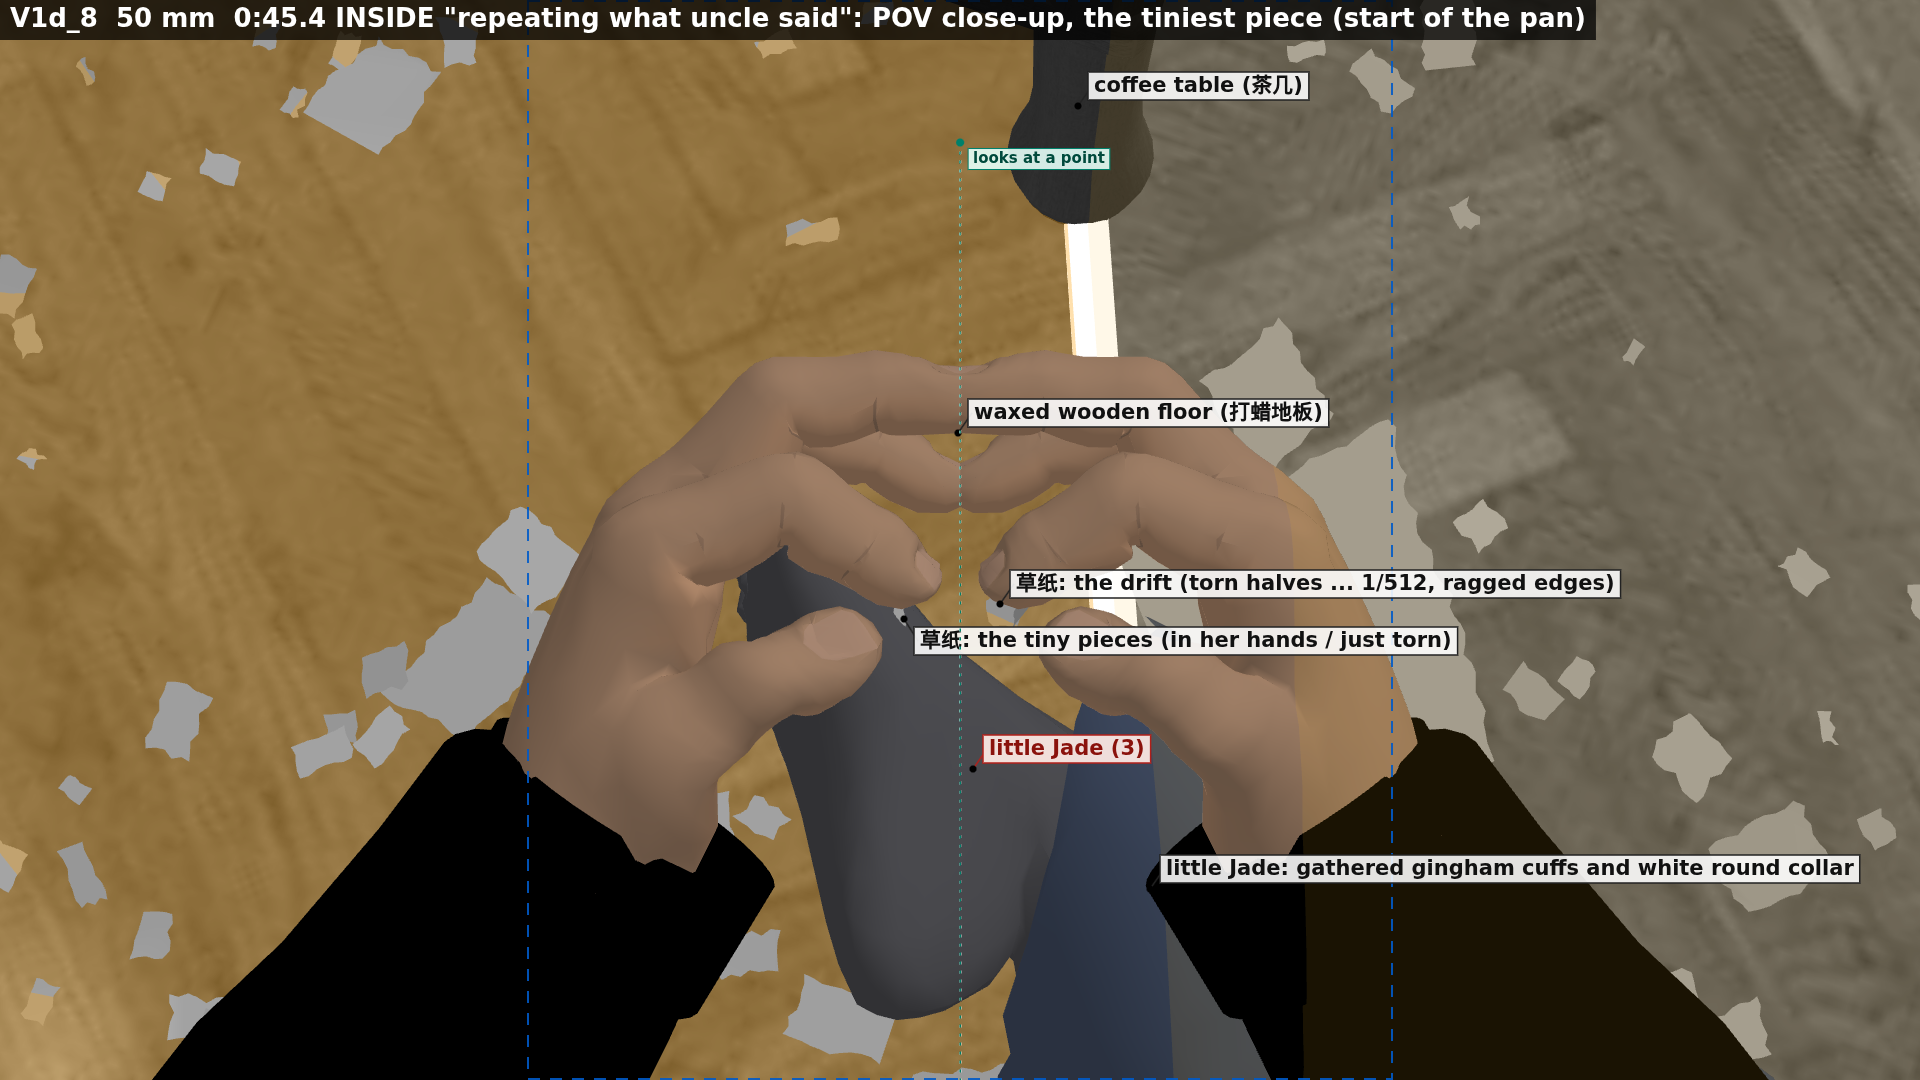 V1d_8 50 mm 0:45.4 INSIDE "repeating what uncle said": POV close-up, the tiniest piece (start of the pan)
coffee table (茶几)
looks at a point
waxed wooden floor (打蜡地板)
草纸: the drift (torn halves ... 1/512, ragged edges)
草纸: the tiny pieces (in her hands / just torn)
little Jade (3)
little Jade: gathered gingham cuffs and white round collar